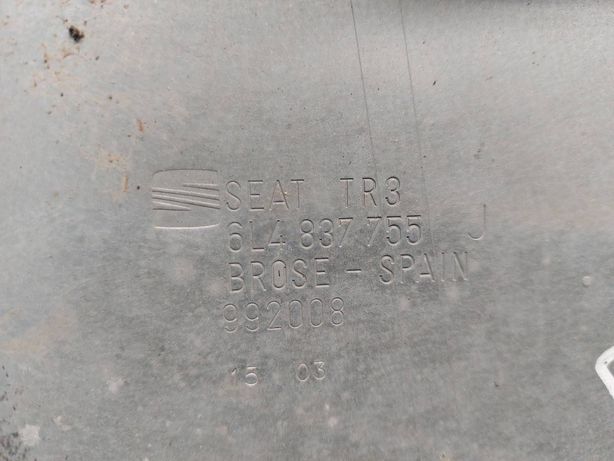 SEAT TR3
6L4 837 755 J
BROSE - SPAIN
992008
15 03